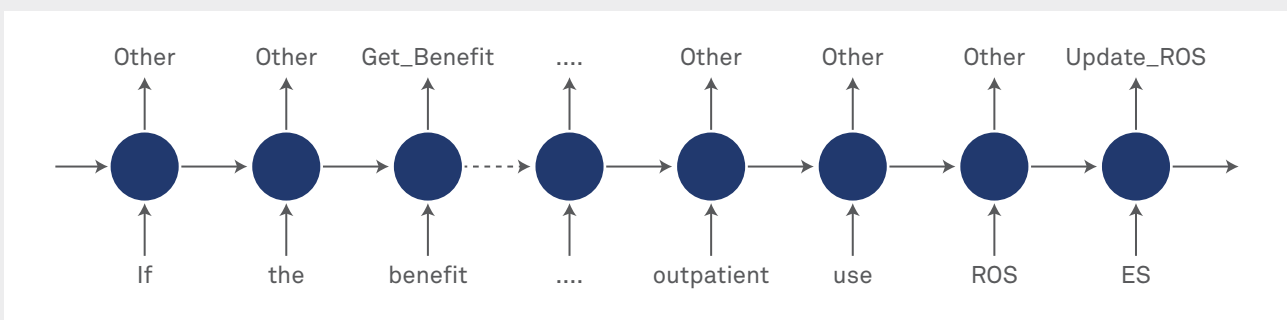 Other Other Get_Benefit .... Other Other Other Update_ROS
If the benefit .... outpatient use ROS ES